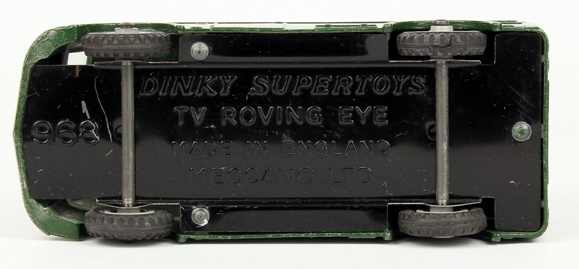 DINKY SUPERTOYS
TV ROVING EYE
968
MADE IN ENGLAND
MECCANO LTD